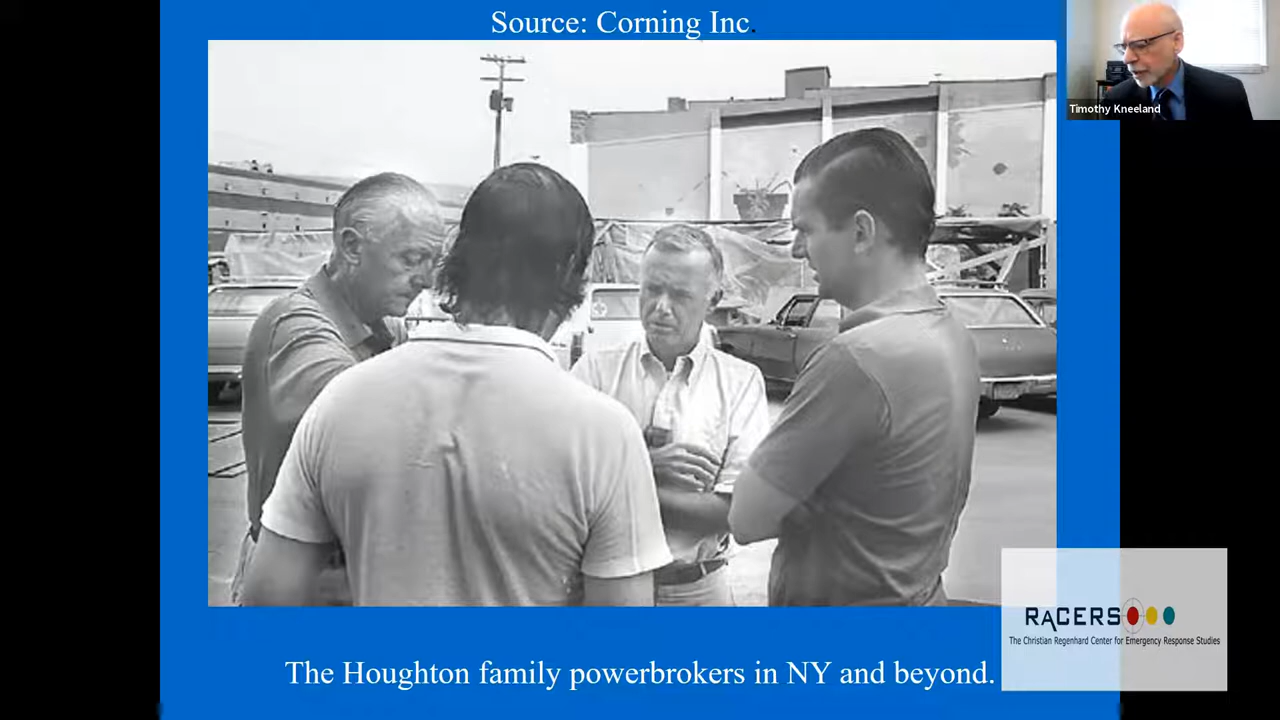 Source: Corning Inc.
Timothy Kneeland
RACERS
The Christian Regenhard Center for Emergency Response Studies
The Houghton family powerbrokers in NY and beyond.